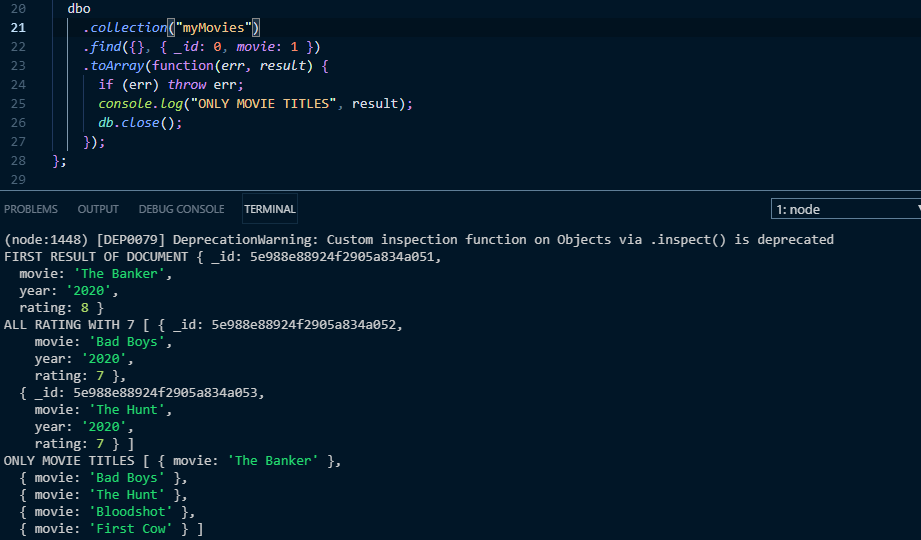 20 dbo
21 .collection("myMovies")
22 .find({}, { _id: 0, movie: 1 })
23 .toArray(function(err, result) {
24 if (err) throw err;
25 console.log("ONLY MOVIE TITLES", result);
26 db.close();
27 });
28 };
29
PROBLEMS OUTPUT DEBUG CONSOLE TERMINAL 1: node
(node:1448) [DEP0079] DeprecationWarning: Custom inspection function on Objects via .inspect() is deprecated
FIRST RESULT OF DOCUMENT { _id: 5e988e88924f2905a834a051,
movie: 'The Banker',
year: '2020',
rating: 8 }
ALL RATING WITH 7 [ { _id: 5e988e88924f2905a834a052,
movie: 'Bad Boys',
year: '2020',
rating: 7 },
{ _id: 5e988e88924f2905a834a053,
movie: 'The Hunt',
year: '2020',
rating: 7 } ]
ONLY MOVIE TITLES [ { movie: 'The Banker' },
{ movie: 'Bad Boys' },
{ movie: 'The Hunt' },
{ movie: 'Bloodshot' },
{ movie: 'First Cow' } ]